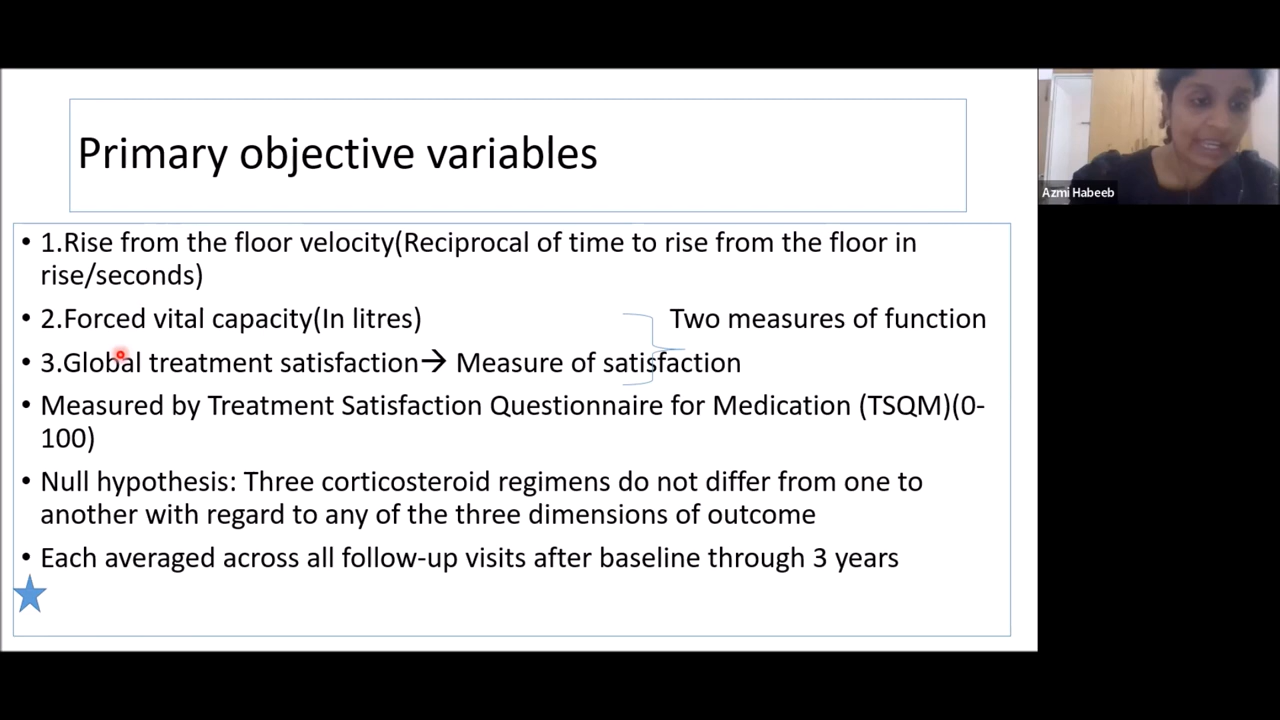 Primary objective variables
Azmi Habeeb
• 1.Rise from the floor velocity(Reciprocal of time to rise from the floor in
rise/seconds)
• 2.Forced vital capacity(In litres) Two measures of function
• 3.Global treatment satisfaction→ Measure of satisfaction
• Measured by Treatment Satisfaction Questionnaire for Medication (TSQM)(0-
100)
• Null hypothesis: Three corticosteroid regimens do not differ from one to
another with regard to any of the three dimensions of outcome
• Each averaged across all follow-up visits after baseline through 3 years